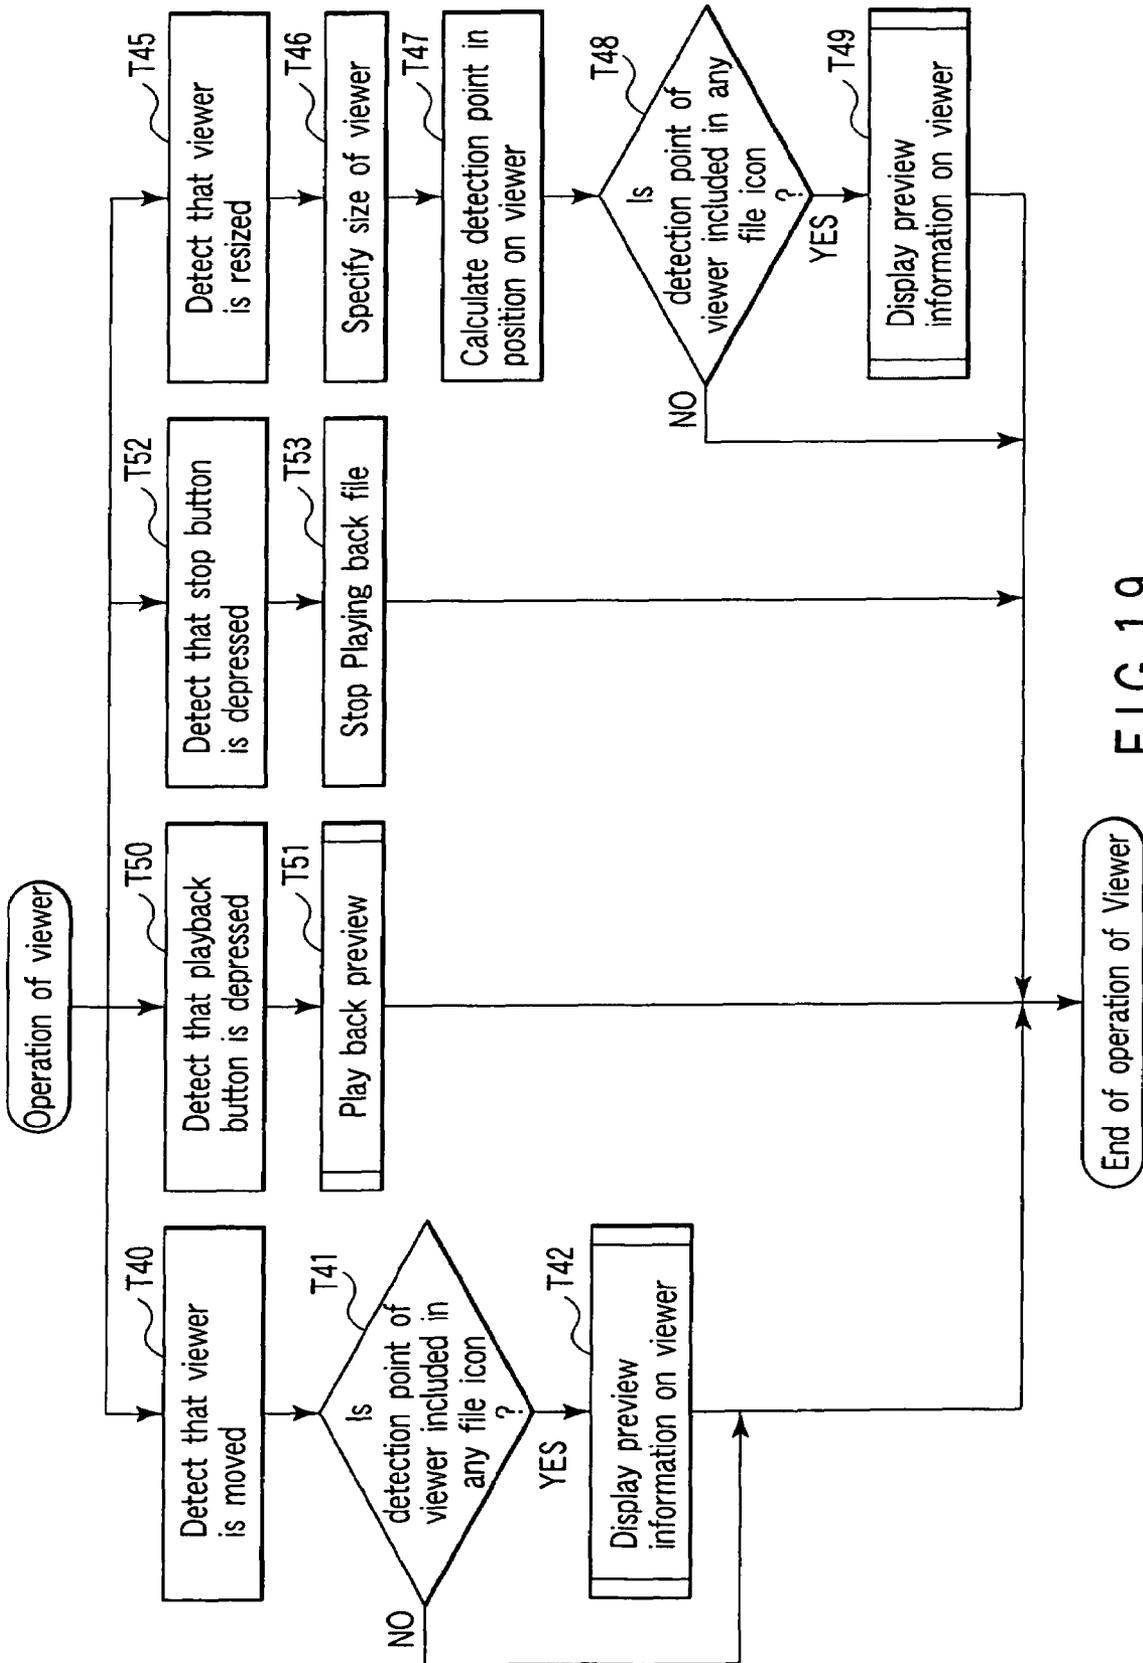 Operation of viewer
T40
Detect that viewer
is moved
T41
Is
detection point of
viewer included in
any file icon
?
NO
YES
T42
Display preview
information on viewer
T50
Detect that playback
button is depressed
T51
Play back preview
T52
Detect that stop button
is depressed
T53
Stop Playing back file
T45
Detect that viewer
is resized
T46
Specify size of viewer
T47
Calculate detection point in
position on viewer
T48
Is
detection point of
viewer included in any
file icon
?
NO
YES
T49
Display preview
information on viewer
End of operation of Viewer
FIG.19